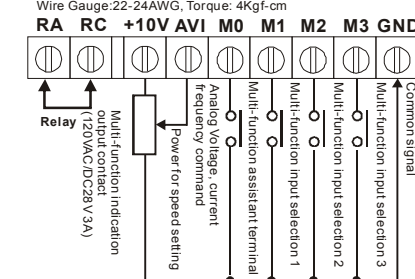 Wire Gauge:22-24AWG, Torque: 4Kgf-cm
RA RC +10V AVI M0 M1 M2 M3 GND
Relay
Multi-function indication
output contact
(120VAC/DC28V 3A)
Power for speed setting
Analog Voltage, current
frequency command
Multi-function assistant terminal
Multi-function input selection 1
Multi-function input selection 2
Multi-function input selection 3
Common signal